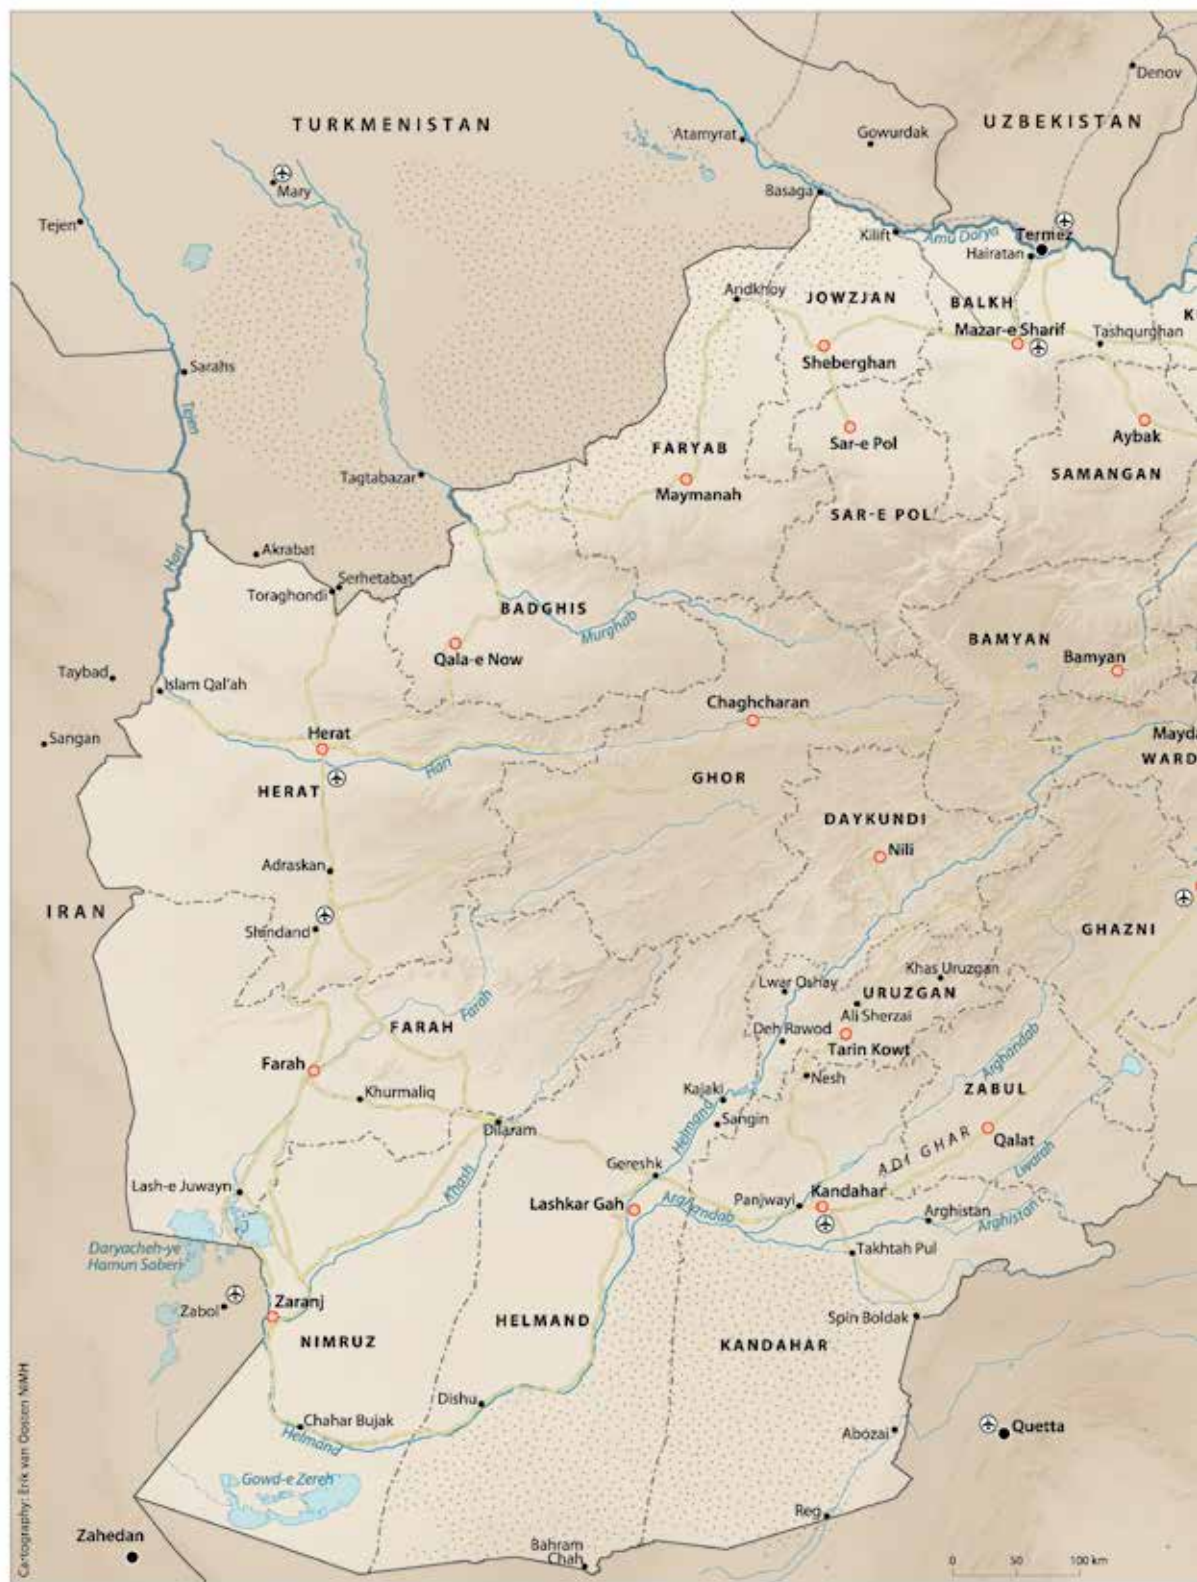 Denov
TURKMENISTAN
UZBEKISTAN
Atamyrat
Gowurdak
Mary
Basaga
Tejen
Kilift
Amu Darya
Termez
Hairatan
Andkhoy
JOWZJAN
BALKH
K
Mazar-e Sharif
Tashqurghan
Sheberghan
Sarahs
Tejen
Sar-e Pol
Aybak
FARYAB
Tagtabazar
Maymanah
SAMANGAN
SAR-E POL
Hari
Akrabat
Serhetabat
Toraghondi
BADGHIS
Murghab
BAMYAN
Qala-e Now
Bamyan
Taybad
Islam Qal'ah
Chaghcharan
Sangan
Herat
Mayda
Hari
WARD
HERAT
GHOR
DAYKUNDI
Nili
Adraskan
IRAN
Shindand
GHAZNI
Khas Uruzgan
Lwar Oshay
URUZGAN
Farah
Ali Sherzai
FARAH
Deh Rawod
Tarin Kowt
Farah
Arghandab
Nesh
Khurmaliq
Kajaki
ZABUL
Helmand
Sangin
Dilaram
ADI GHAR
Qalat
Khash
Gereshk
Liwarah
Lash-e Juwayn
Lashkar Gah
Arghandab
Panjwayi
Kandahar
Arghistan
Arghistan
Daryacheh-ye
Hamun Saberi
Takhtah Pul
Zabol
Zaranj
Spin Boldak
HELMAND
NIMRUZ
KANDAHAR
Dishu
Chahar Bujak
Helmand
Abozai
Quetta
Gowd-e Zereh
Reg
Zahedan
Bahram
Chah
0 50 100 km
Cartography: Erik van Oosten NIMH